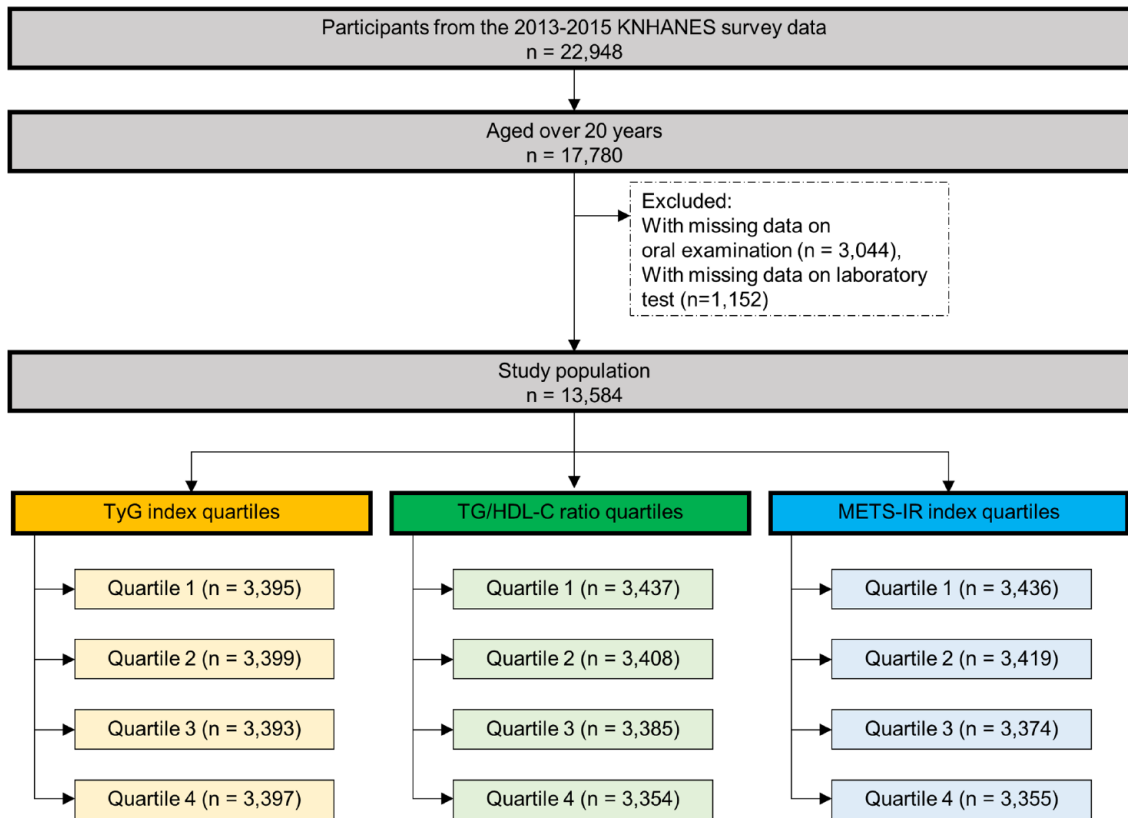 Participants from the 2013-2015 KNHANES survey data
n = 22,948
Aged over 20 years
n = 17,780
Excluded:
With missing data on
oral examination (n = 3,044),
With missing data on laboratory
test (n=1,152)
Study population
n = 13,584
TyG index quartiles
Quartile 1 (n = 3,395)
Quartile 2 (n = 3,399)
Quartile 3 (n = 3,393)
Quartile 4 (n = 3,397)
TG/HDL-C ratio quartiles
Quartile 1 (n = 3,437)
Quartile 2 (n = 3,408)
Quartile 3 (n = 3,385)
Quartile 4 (n = 3,354)
METS-IR index quartiles
Quartile 1 (n = 3,436)
Quartile 2 (n = 3,419)
Quartile 3 (n = 3,374)
Quartile 4 (n = 3,355)